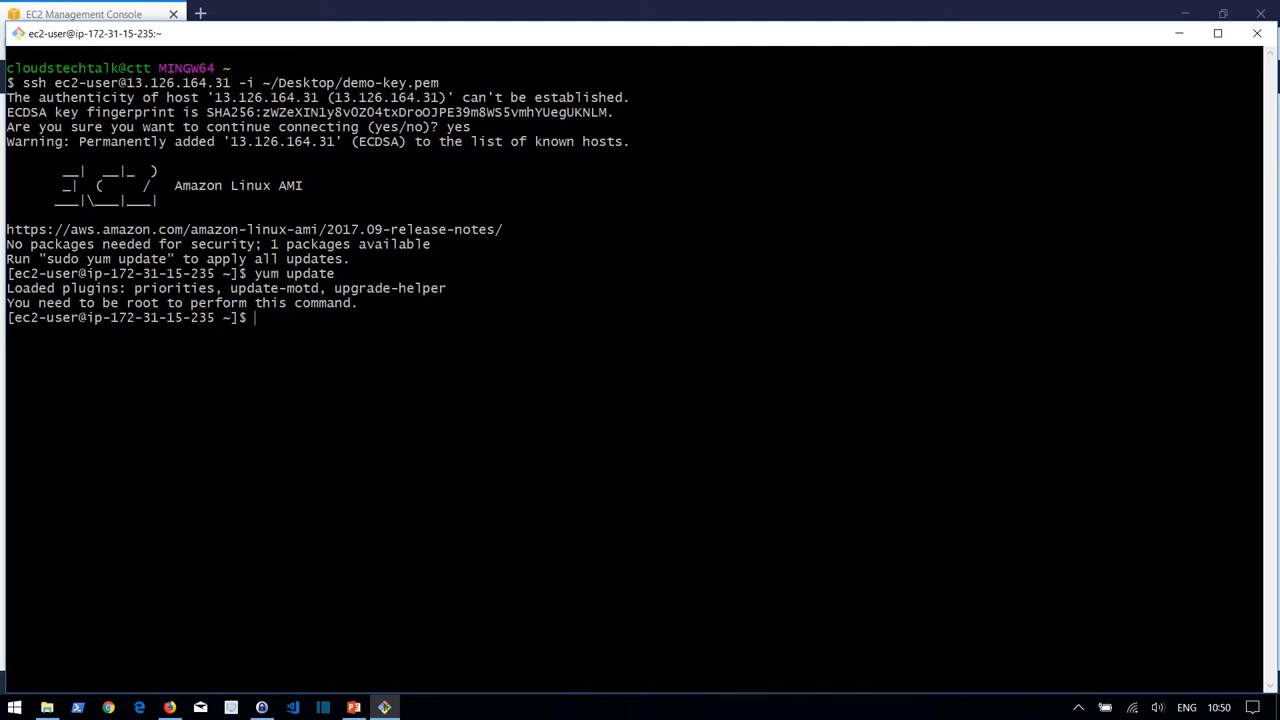 EC2 Management Console
ec2-user@ip-172-31-15-235:~
cloudstechtalk@ctt MINGW64 ~
$ ssh ec2-user@13.126.164.31 -i ~/Desktop/demo-key.pem
The authenticity of host '13.126.164.31 (13.126.164.31)' can't be established.
ECDSA key fingerprint is SHA256:zWZeXIN1y8vOZO4txDroOJPE39m8WS5vmhYUegUKNLM.
Are you sure you want to continue connecting (yes/no)? yes
Warning: Permanently added '13.126.164.31' (ECDSA) to the list of known hosts.
__|  __|_  )
_|  (     /   Amazon Linux AMI
___|\___|___|
https://aws.amazon.com/amazon-linux-ami/2017.09-release-notes/
No packages needed for security; 1 packages available
Run "sudo yum update" to apply all updates.
[ec2-user@ip-172-31-15-235 ~]$ yum update
Loaded plugins: priorities, update-motd, upgrade-helper
You need to be root to perform this command.
[ec2-user@ip-172-31-15-235 ~]$
ENG 10:50